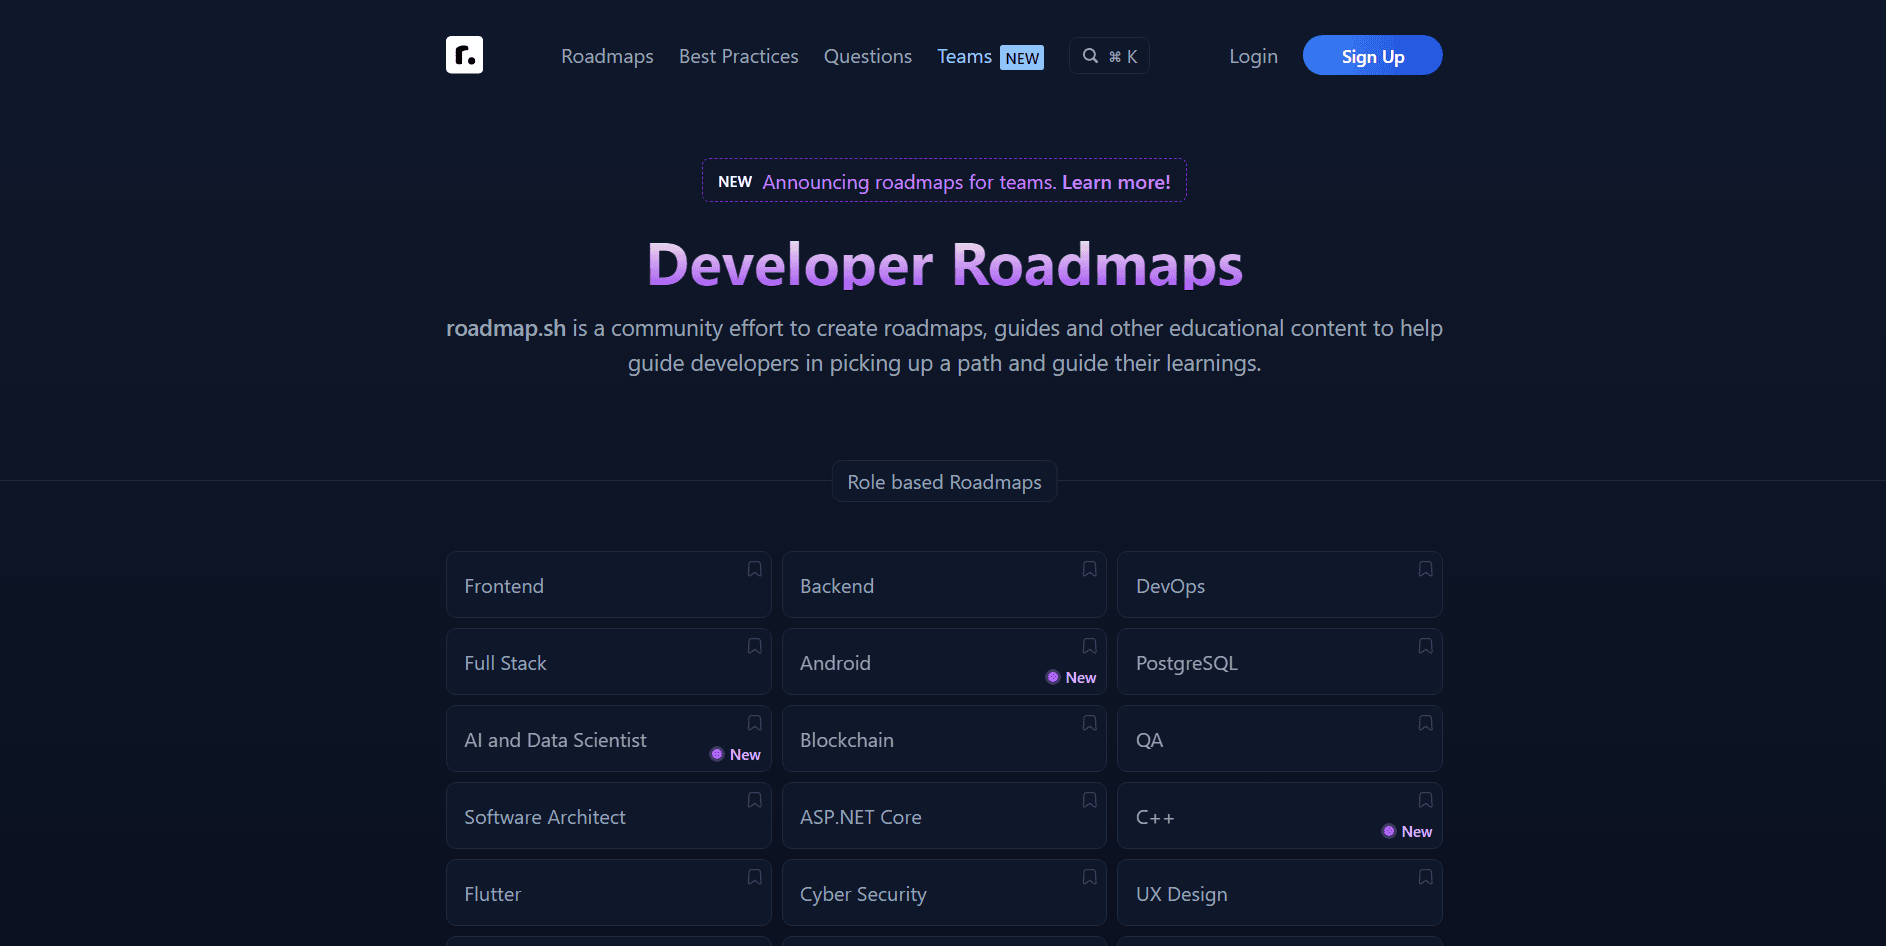 r.
Roadmaps Best Practices Questions Teams NEW ⌘ K Login Sign Up
NEW Announcing roadmaps for teams. Learn more!
Developer Roadmaps
roadmap.sh is a community effort to create roadmaps, guides and other educational content to help
guide developers in picking up a path and guide their learnings.
Role based Roadmaps
Frontend
Backend
DevOps
Full Stack
Android
New
PostgreSQL
AI and Data Scientist
New
Blockchain
QA
Software Architect
ASP.NET Core
C++
New
Flutter
Cyber Security
UX Design